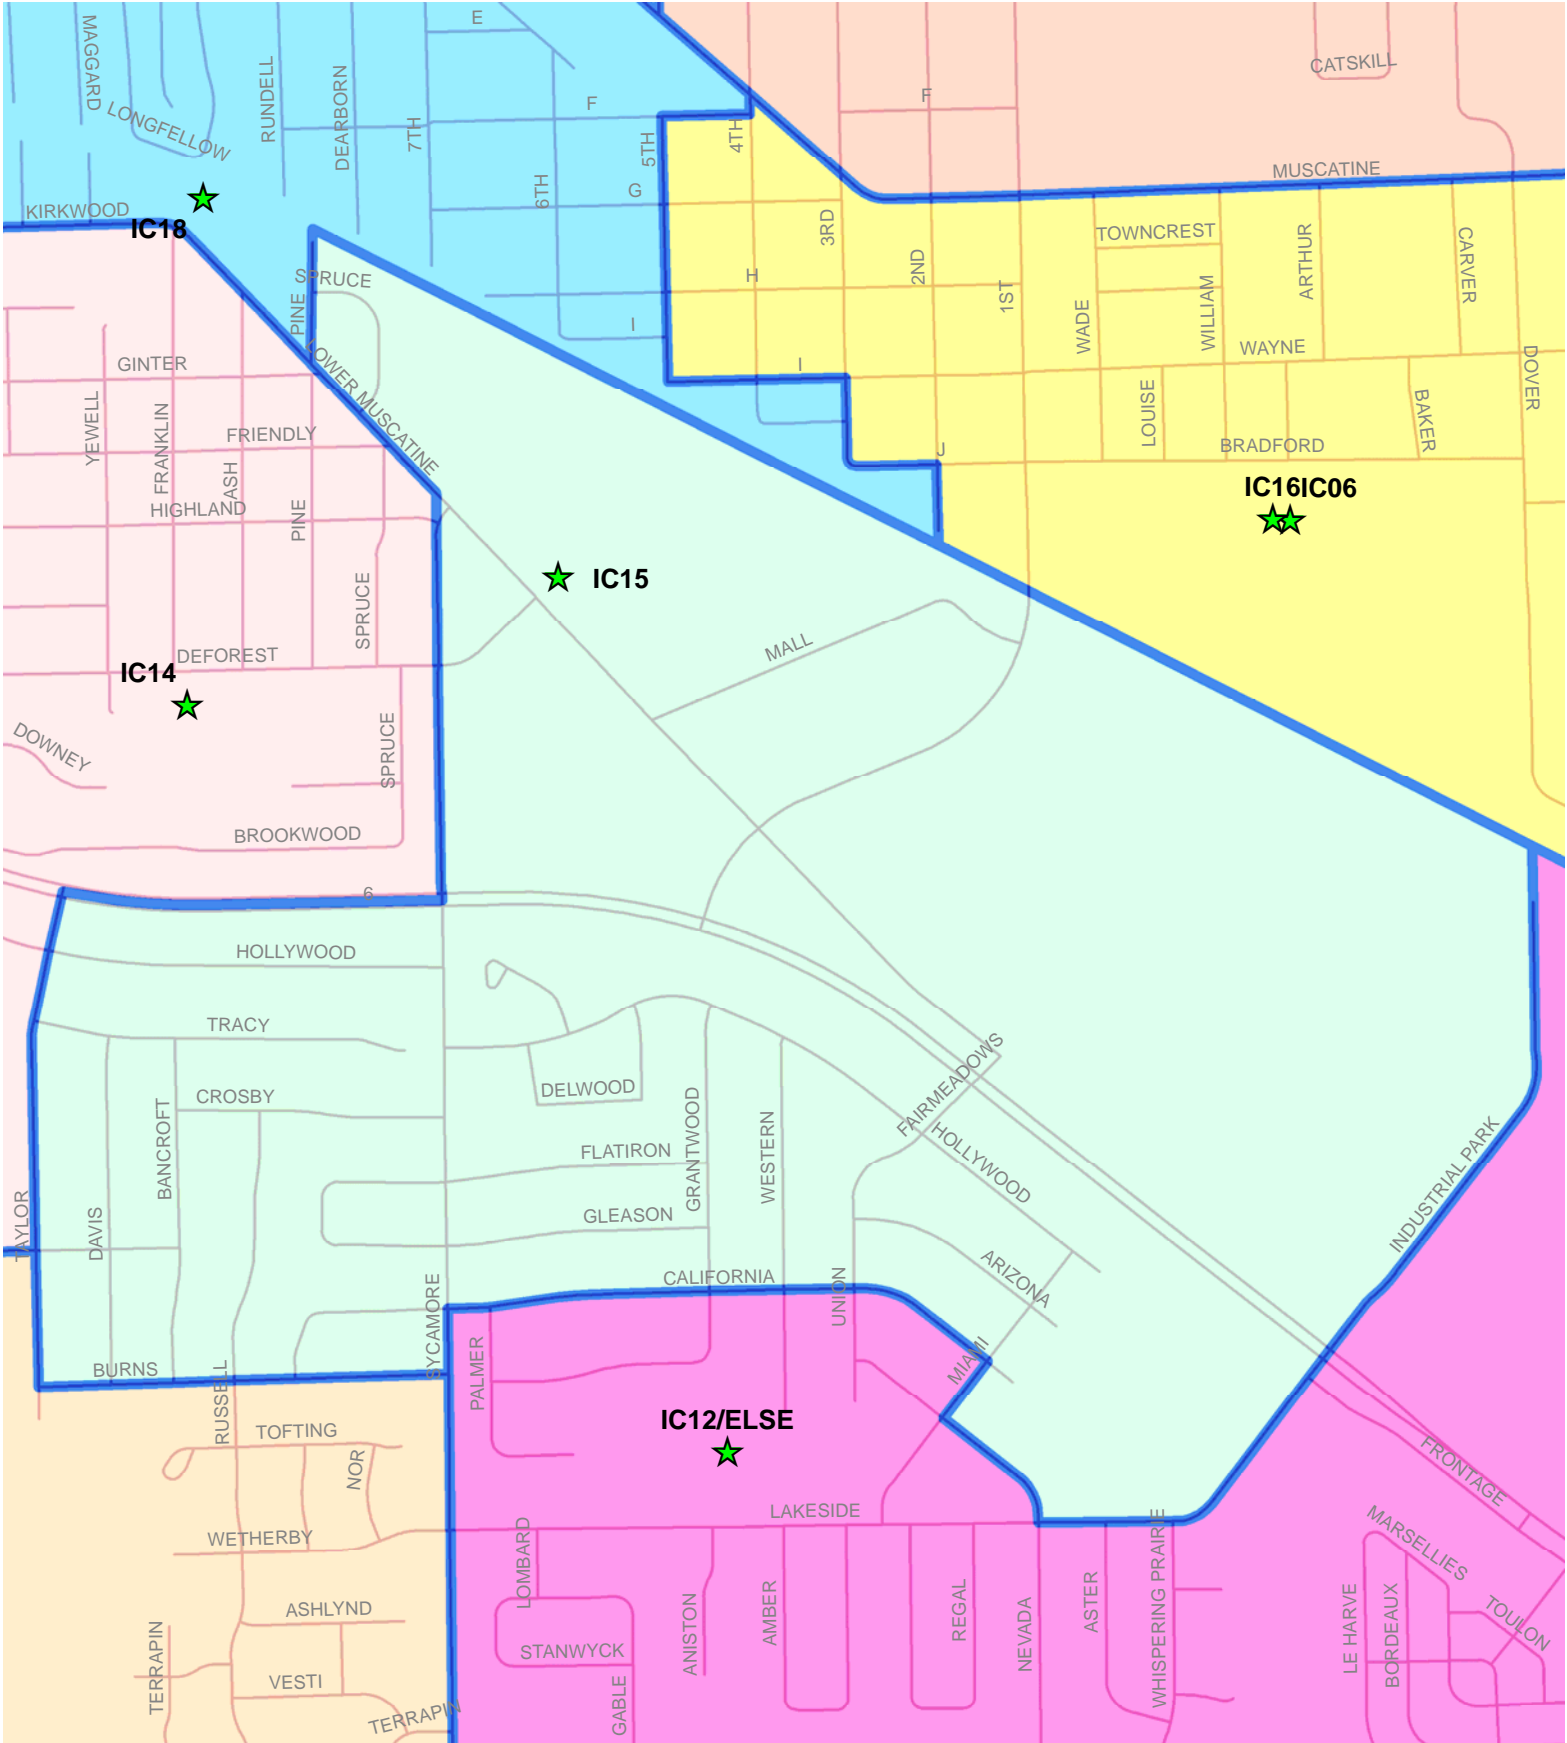 E
MAGGARD
CATSKILL
RUNDELL
DEARBORN
F
F
LONGFELLOW
7TH
5TH
4TH
MUSCATINE
6TH
G
KIRKWOOD
IC18
3RD
TOWNCREST
ARTHUR
CARVER
2ND
SPRUCE
H
1ST
PINE
WADE
WILLIAM
I
WAYNE
GINTER
LOWER MUSCATINE
I
DOVER
YEWELL
FRANKLIN
LOUISE
BAKER
FRIENDLY
J
BRADFORD
ASH
IC16
IC06
HIGHLAND
PINE
IC15
SPRUCE
MALL
DEFOREST
IC14
DOWNEY
SPRUCE
BROOKWOOD
6
HOLLYWOOD
TRACY
FAIRMEADOWS
DELWOOD
CROSBY
BANCROFT
GRANTWOOD
WESTERN
FLATIRON
HOLLYWOOD
INDUSTRIAL PARK
TAYLOR
DAVIS
GLEASON
CALIFORNIA
ARIZONA
UNION
SYCAMORE
MIAMI
BURNS
PALMER
RUSSELL
IC12/ELSE
TOFTING
NOR
FRONTAGE
LAKESIDE
WETHERBY
MARSELLIES
LOMBARD
WHISPERING PRAIRIE
ASHLYND
AMBER
REGAL
ASTER
LE HARVE
BORDEAUX
TOULON
ANISTON
NEVADA
STANWYCK
TERRAPIN
VESTI
GABLE
TERRAPIN